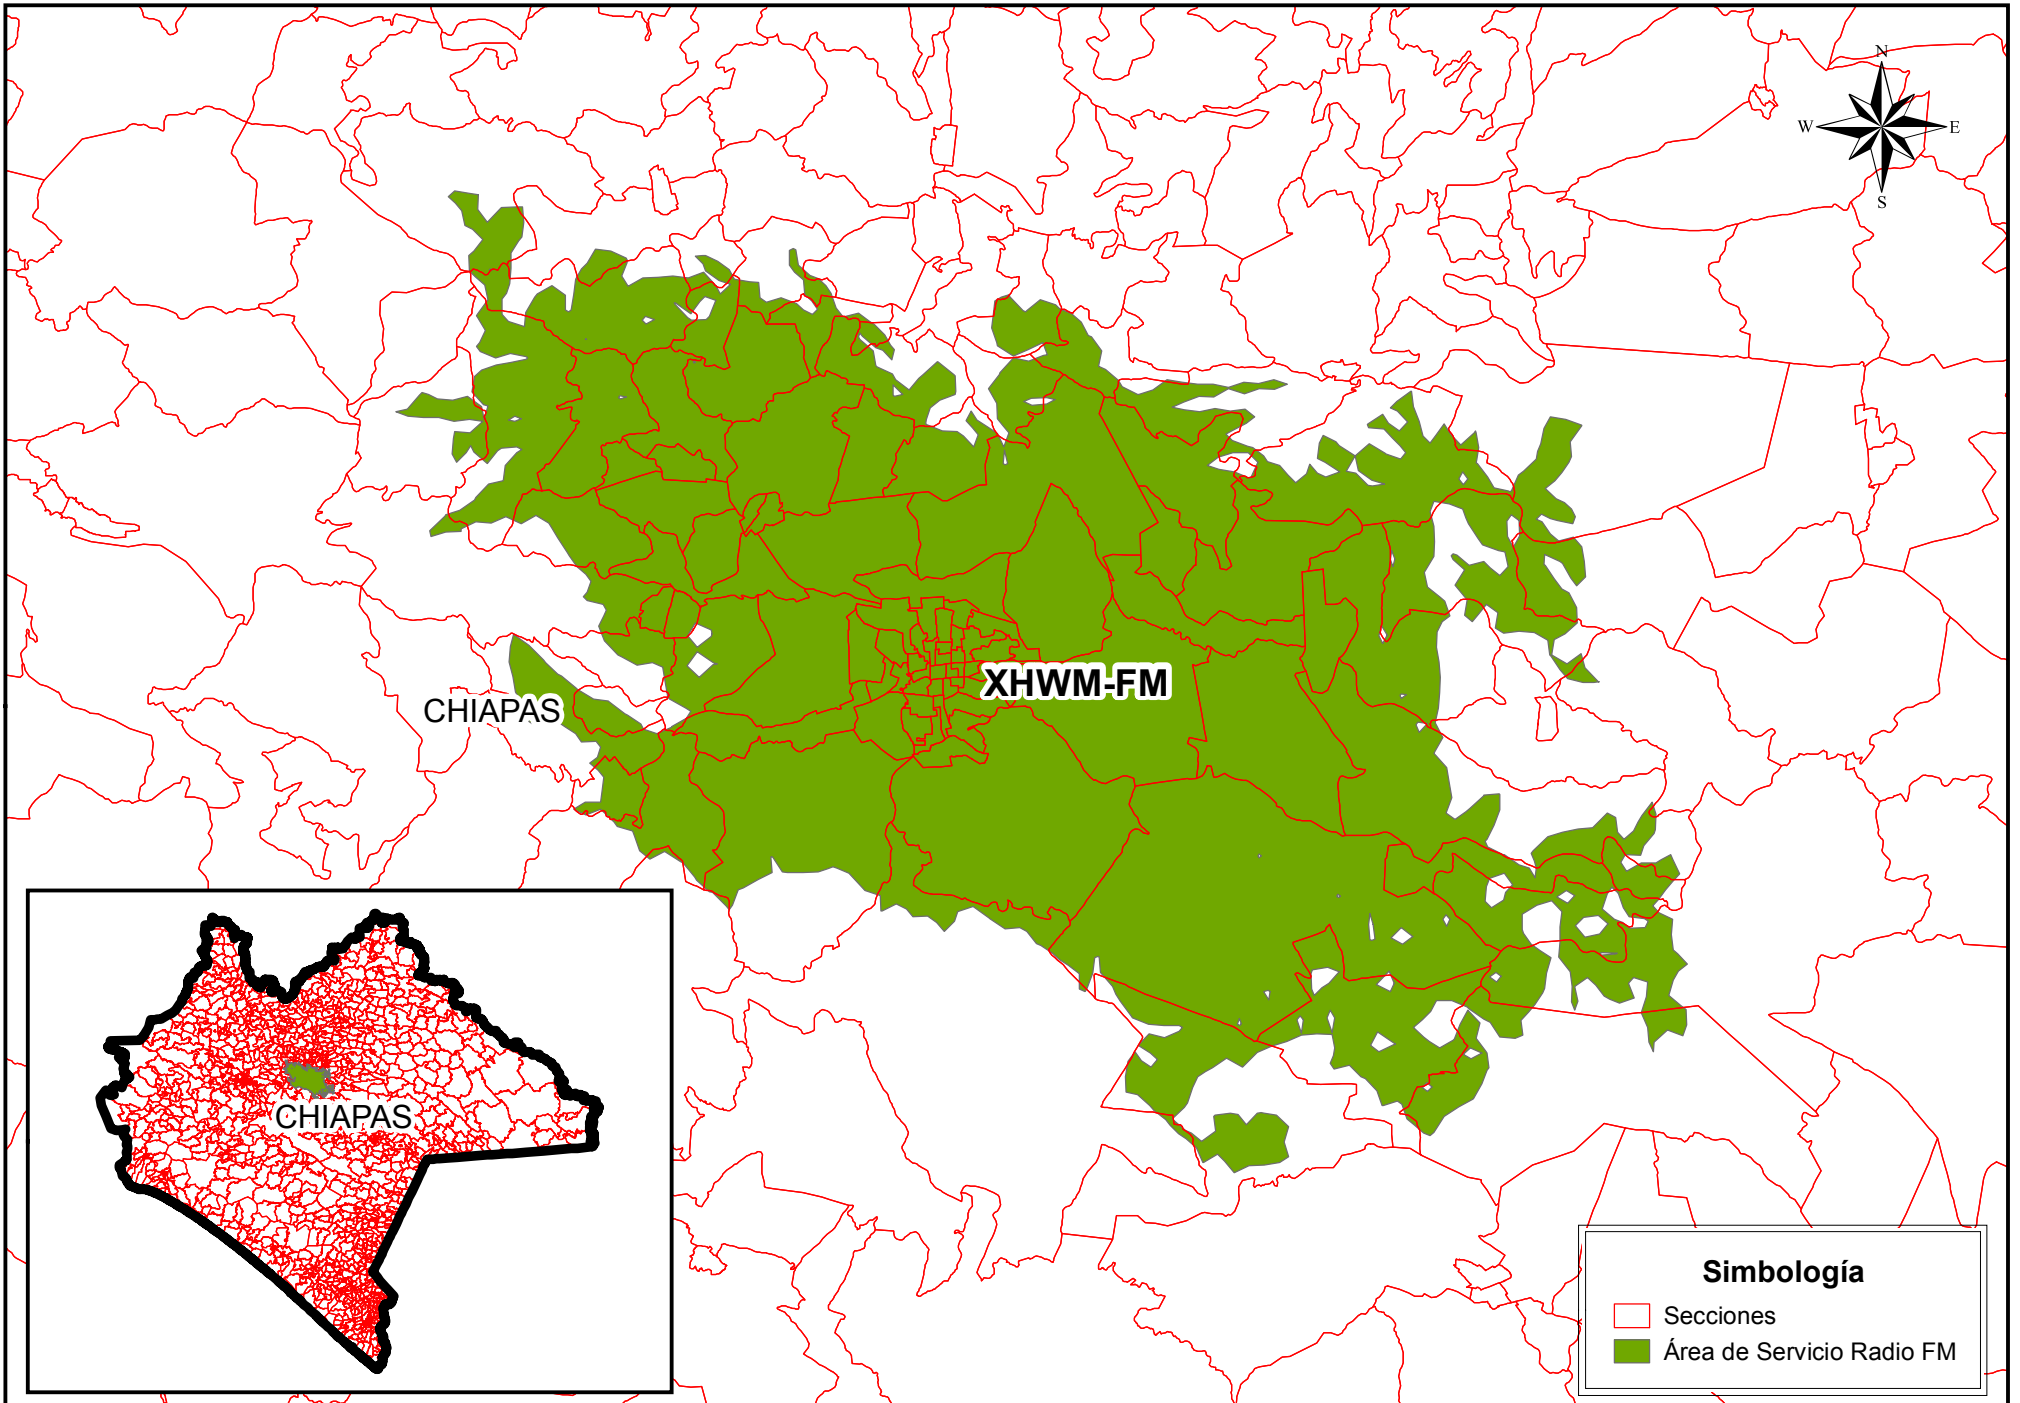 N
W E
S
XHWM-FM
CHIAPAS
CHIAPAS
Simbología
Secciones
Área de Servicio Radio FM